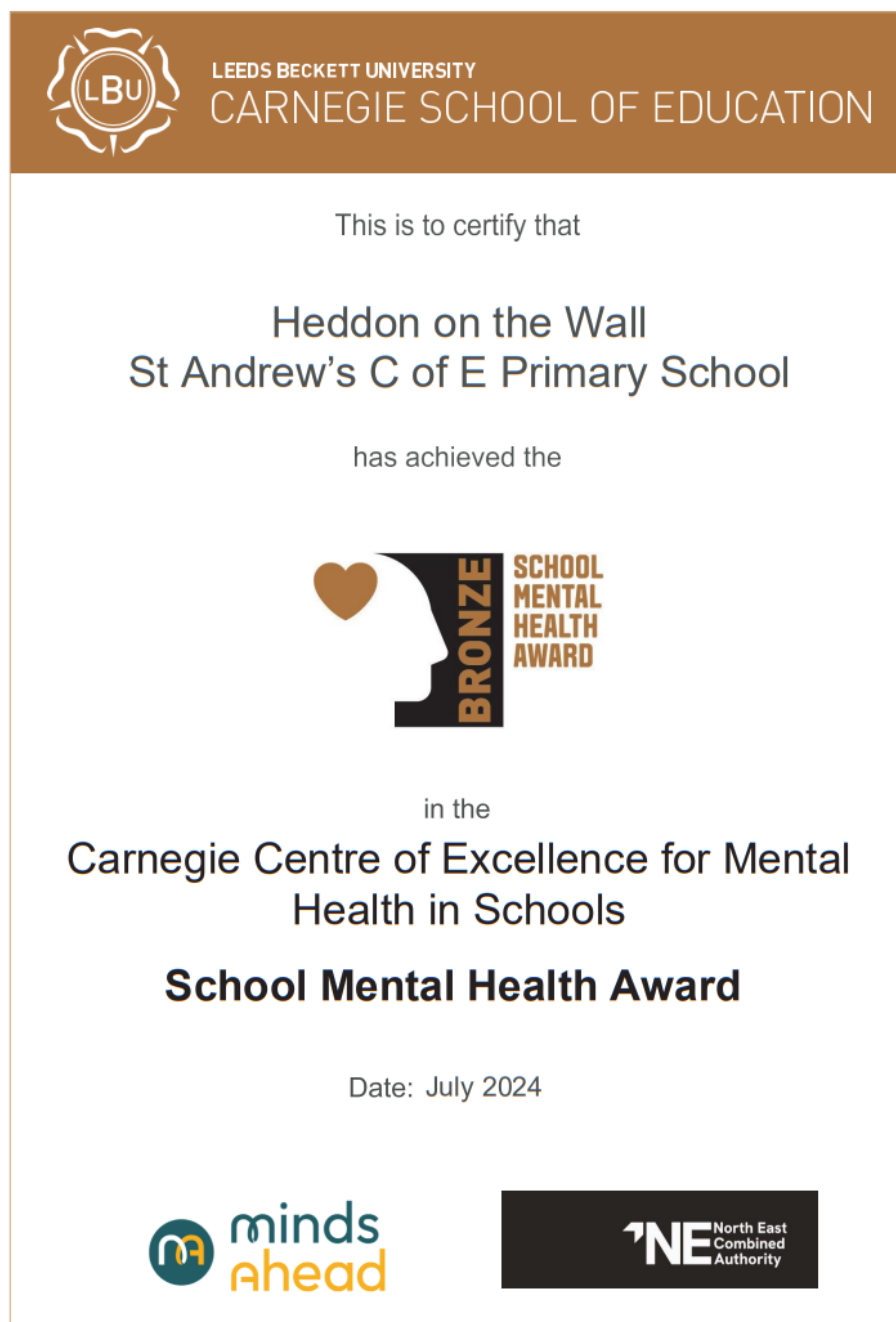 LBU
LEEDS BECKETT UNIVERSITY
CARNEGIE SCHOOL OF EDUCATION
This is to certify that
Heddon on the Wall
St Andrew’s C of E Primary School
has achieved the
BRONZE
SCHOOL
MENTAL
HEALTH
AWARD
in the
Carnegie Centre of Excellence for Mental
Health in Schools
School Mental Health Award
Date: July 2024
mA
minds
Ahead
NE
North East
Combined
Authority